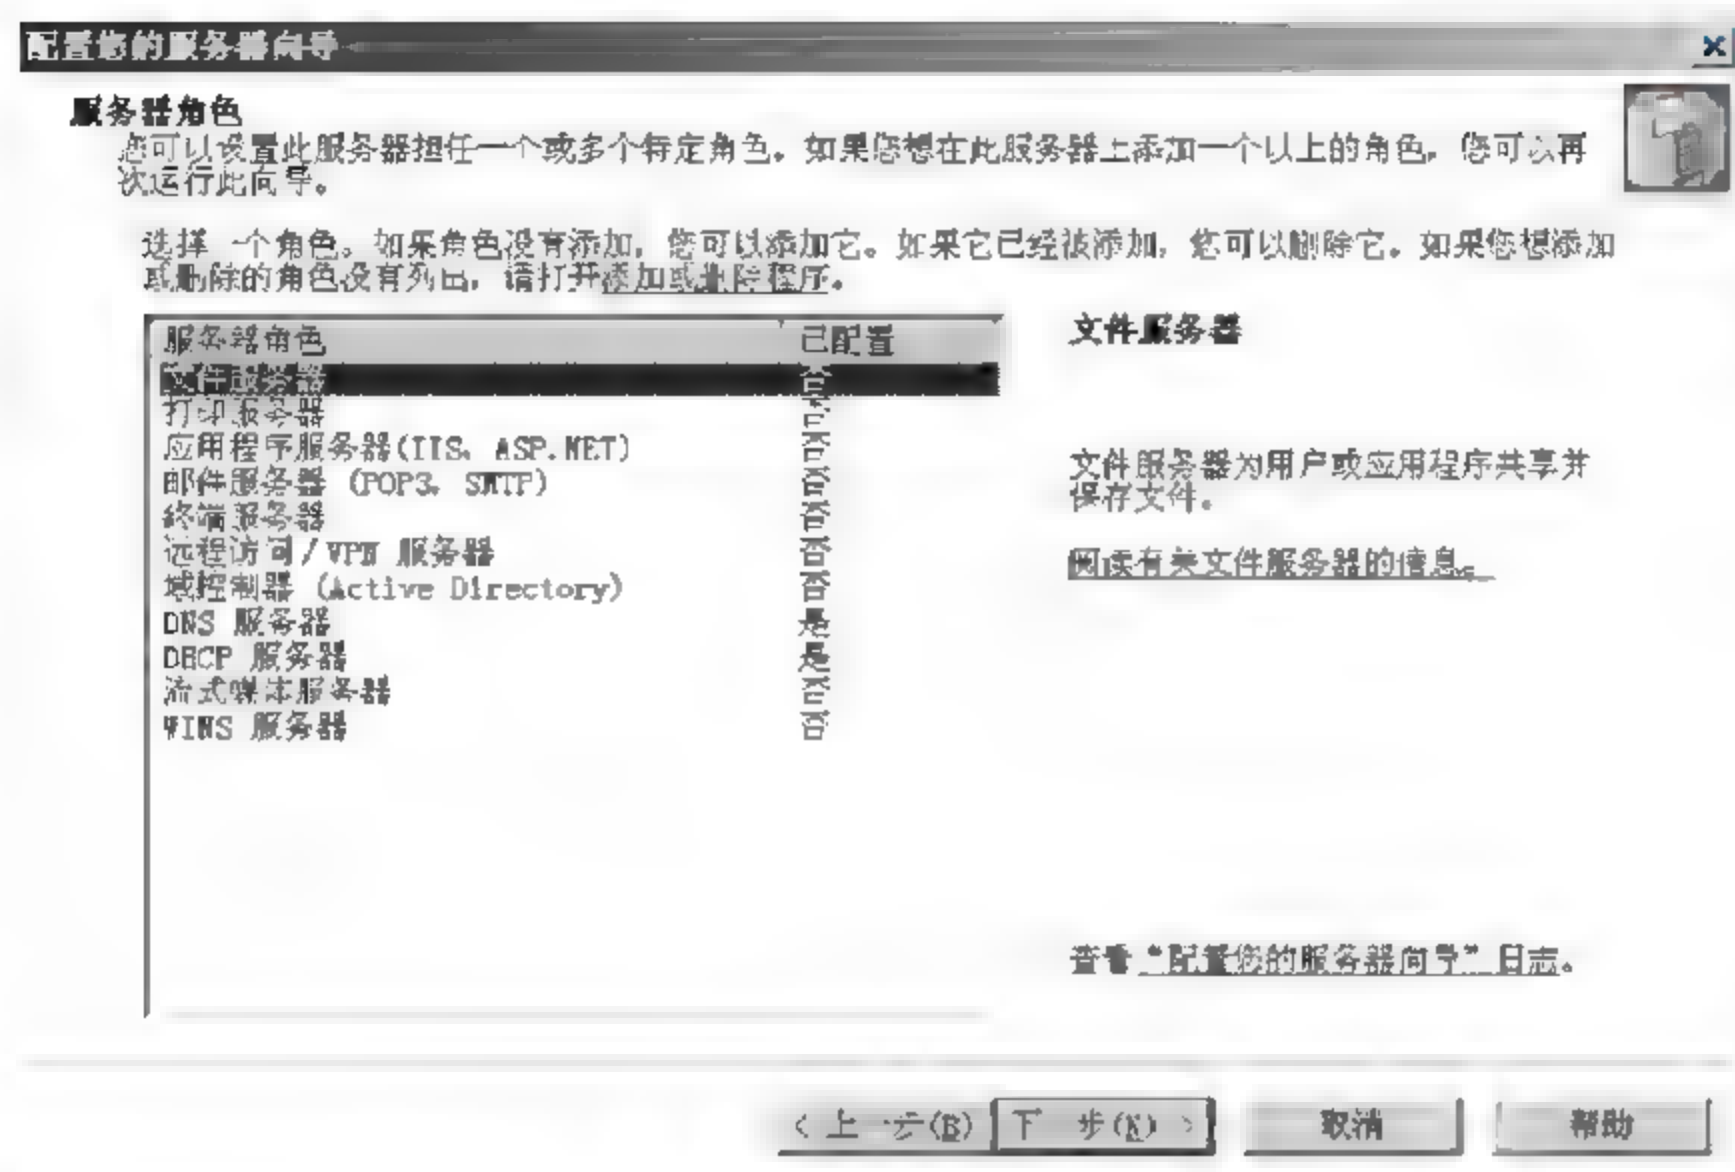 配置您的服务器向导
服务器角色
您可以设置此服务器担任一个或多个特定角色。如果您想在此服务器上添加一个以上的角色，您可以再
次运行此向导。
选择一个角色。如果角色没有添加，您可以添加它。如果它已经被添加，您可以删除它。如果您想添加
或删除的角色没有列出，请打开添加或删除程序。
服务器角色 已配置
文件服务器 否
打印服务器 否
应用程序服务器(IIS、ASP.NET) 否
邮件服务器 (POP3、SMTP) 否
终端服务器 否
远程访问/VPN 服务器 否
域控制器 (Active Directory) 否
DNS 服务器 是
DHCP 服务器 是
流式媒体服务器 否
WINS 服务器 否
文件服务器
文件服务器为用户或应用程序共享并
保存文件。
阅读有关文件服务器的信息。
查看“配置您的服务器向导”日志。
< 上一步(B) 下一步(N) > 取消 帮助